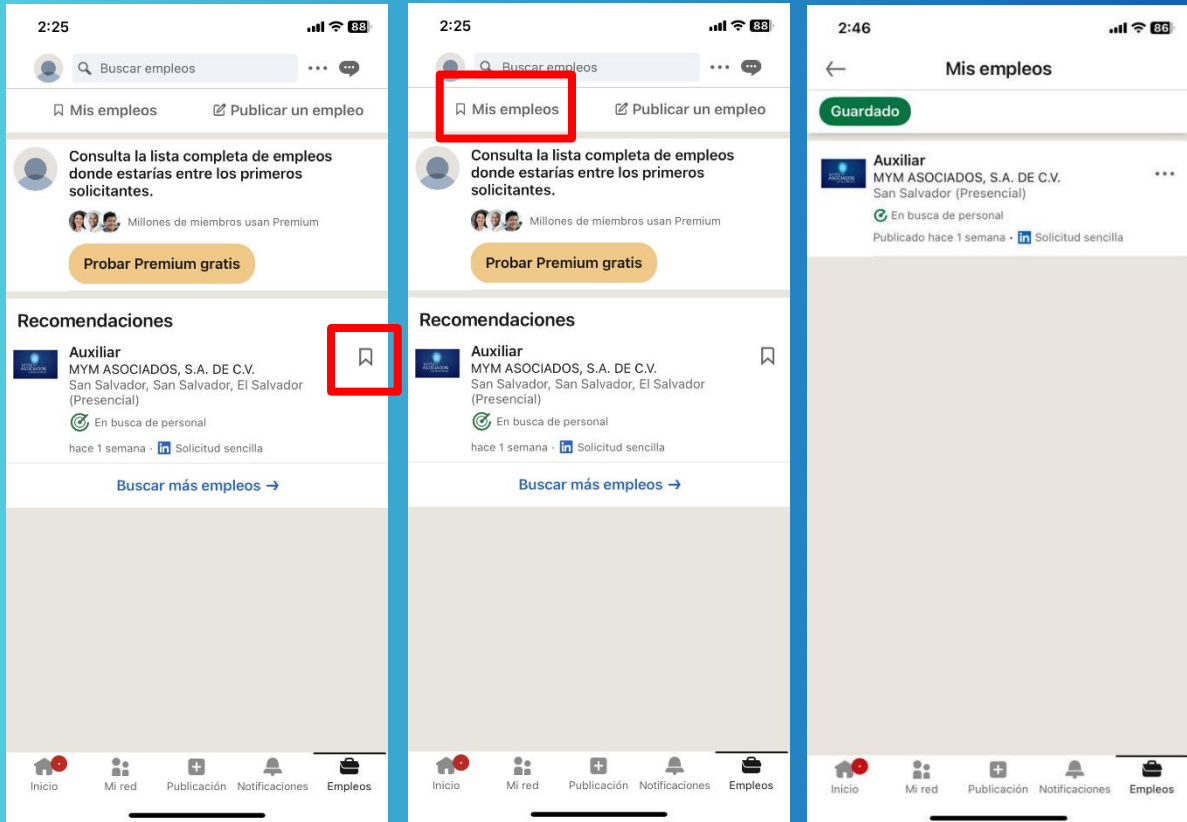 2:25
88
Buscar empleos
Mis empleos
Publicar un empleo
Consulta la lista completa de empleos
donde estarías entre los primeros
solicitantes.
Millones de miembros usan Premium
Probar Premium gratis
Recomendaciones
Auxiliar
MYM ASOCIADOS, S.A. DE C.V.
San Salvador, San Salvador, El Salvador
(Presencial)
En busca de personal
hace 1 semana · in Solicitud sencilla
Buscar más empleos →
Inicio
Mi red
Publicación
Notificaciones
Empleos
2:25
88
Buscar empleos
Mis empleos
Publicar un empleo
Consulta la lista completa de empleos
donde estarías entre los primeros
solicitantes.
Millones de miembros usan Premium
Probar Premium gratis
Recomendaciones
Auxiliar
MYM ASOCIADOS, S.A. DE C.V.
San Salvador, San Salvador, El Salvador
(Presencial)
En busca de personal
hace 1 semana · in Solicitud sencilla
Buscar más empleos →
Inicio
Mi red
Publicación
Notificaciones
Empleos
2:46
86
Mis empleos
Guardado
Auxiliar
MYM ASOCIADOS, S.A. DE C.V.
San Salvador (Presencial)
En busca de personal
Publicado hace 1 semana · in Solicitud sencilla
Inicio
Mi red
Publicación
Notificaciones
Empleos